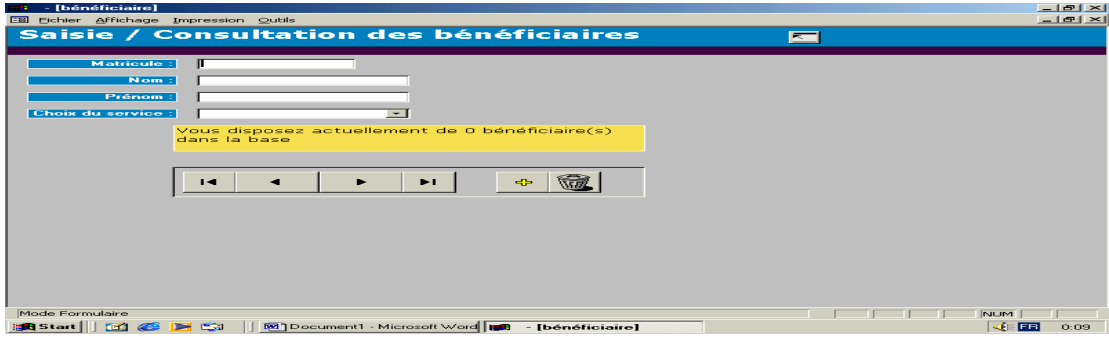 - [bénéficiaire]
Fichier Affichage Impression Outils
Saisie / Consultation des bénéficiaires
Matricule :
Nom :
Prénom :
Choix du service :
Vous disposez actuellement de 0 bénéficiaire(s)
dans la base
Mode Formulaire
NUM
Start Document1 - Microsoft Word - [bénéficiaire] FR 0:09